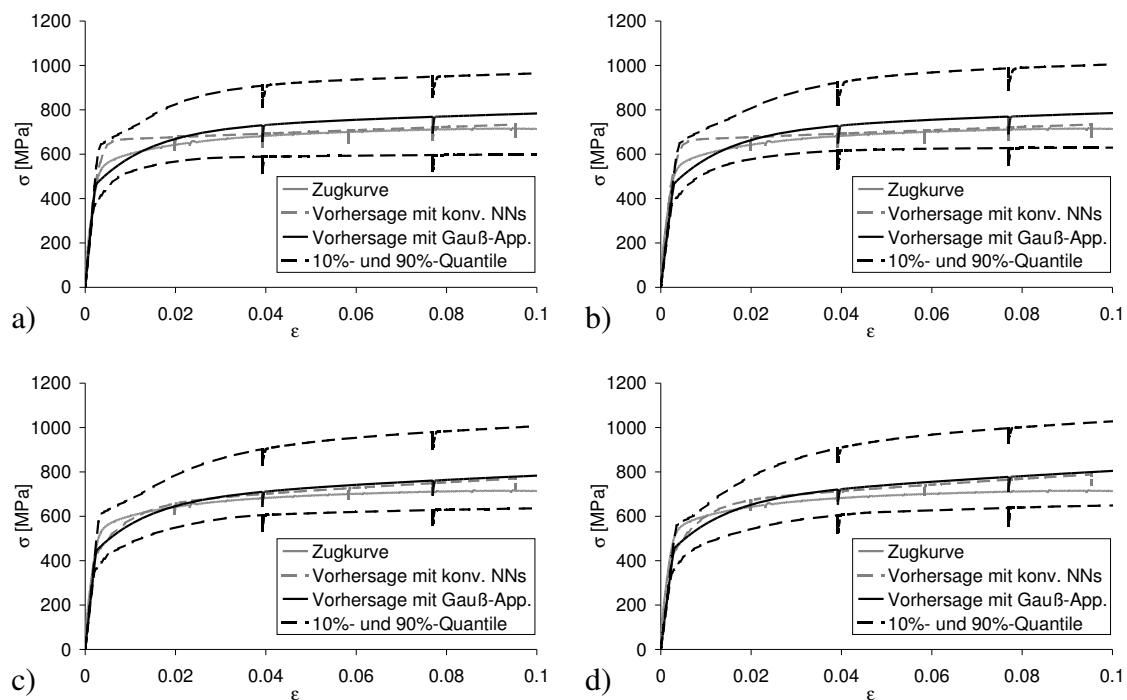 1200
1000
800
600
400
200
0
σ [MPa]
Zugkurve
Vorhersage mit konv. NNs
Vorhersage mit Gauß-App.
10%- und 90%-Quantile
0 0.02 0.04 0.06 0.08 0.1
ε
a)
1200
1000
800
600
400
200
0
σ [MPa]
Zugkurve
Vorhersage mit konv. NNs
Vorhersage mit Gauß-App.
10%- und 90%-Quantile
0 0.02 0.04 0.06 0.08 0.1
ε
b)
1200
1000
800
600
400
200
0
σ [MPa]
Zugkurve
Vorhersage mit konv. NNs
Vorhersage mit Gauß-App.
10%- und 90%-Quantile
0 0.02 0.04 0.06 0.08 0.1
ε
c)
1200
1000
800
600
400
200
0
σ [MPa]
Zugkurve
Vorhersage mit konv. NNs
Vorhersage mit Gauß-App.
10%- und 90%-Quantile
0 0.02 0.04 0.06 0.08 0.1
ε
d)